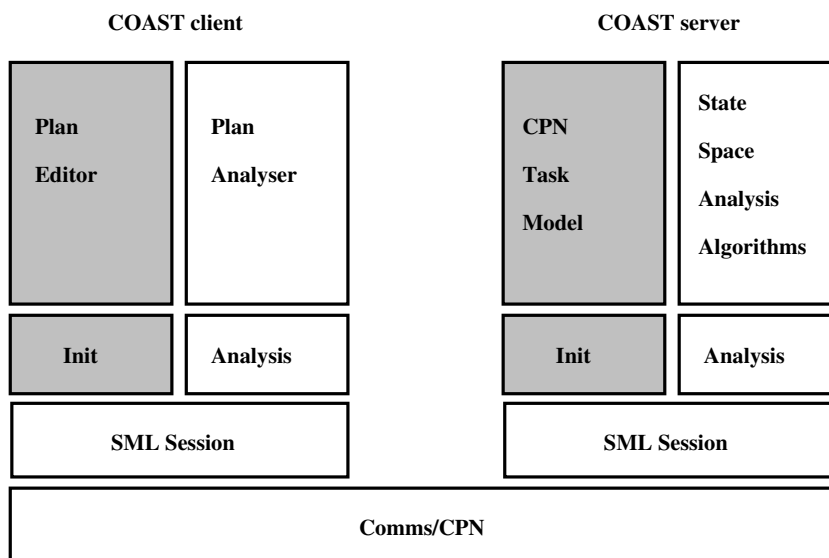 COAST client
COAST server
Plan
Editor
Plan
Analyser
CPN
Task
Model
State
Space
Analysis
Algorithms
Init
Analysis
Init
Analysis
SML Session
SML Session
Comms/CPN